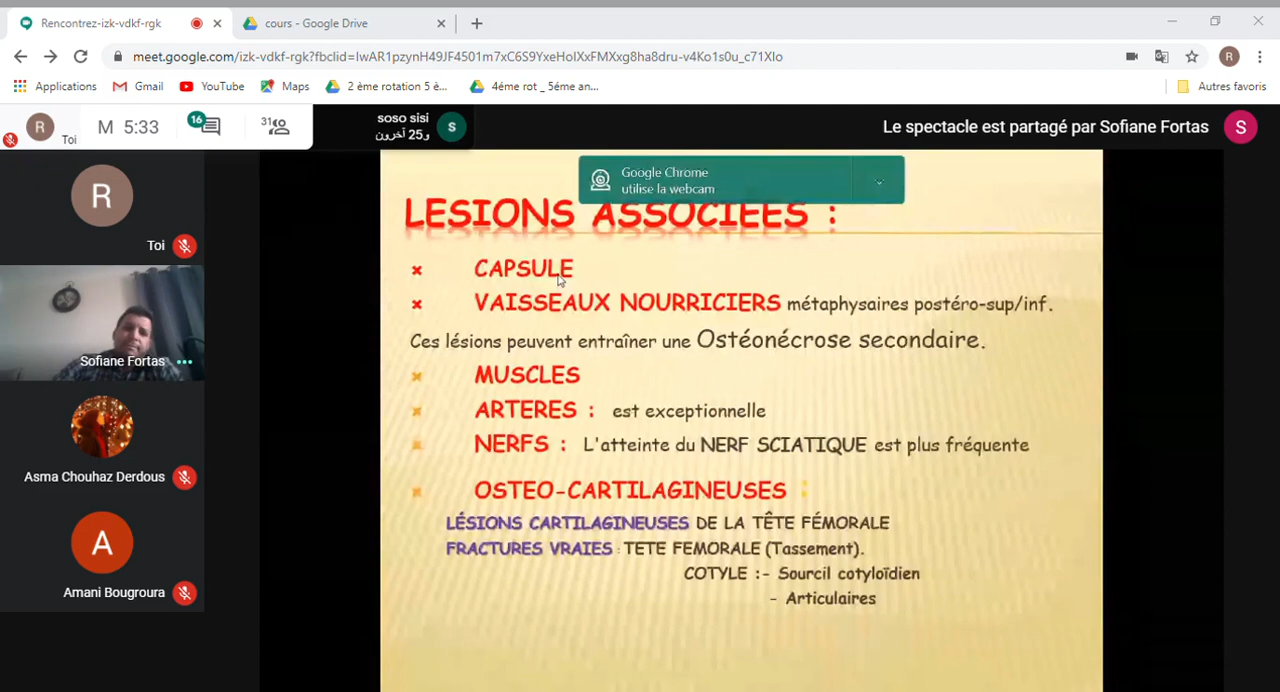 Rencontrez-izk-vdkf-rgk
cours - Google Drive
meet.google.com/izk-vdkf-rgk?fbclid=IwAR1pzynH49JF4501m7xC6S9YxeHoIXxFMXxg8ha8dru-v4Ko1s0u_c71XIo
R
Applications
Gmail
YouTube
Maps
2 ème rotation 5 è...
4éme rot _ 5éme an...
Autres favoris
R
Toi
M 5:33
16
31
soso sisi
و25 آخرون
S
Le spectacle est partagé par Sofiane Fortas
S
Google Chrome
utilise la webcam
R
Toi
Sofiane Fortas
Asma Chouhaz Derdous
A
Amani Bougroura
LESIONS ASSOCIEES :
CAPSULE
VAISSEAUX NOURRICIERS métaphysaires postéro-sup/inf.
Ces lésions peuvent entraîner une Ostéonécrose secondaire.
MUSCLES
ARTERES : est exceptionnelle
NERFS : L'atteinte du NERF SCIATIQUE est plus fréquente
OSTEO-CARTILAGINEUSES :
LÉSIONS CARTILAGINEUSES DE LA TÊTE FÉMORALE
FRACTURES VRAIES : TETE FEMORALE (Tassement).
COTYLE :- Sourcil cotyloïdien
- Articulaires